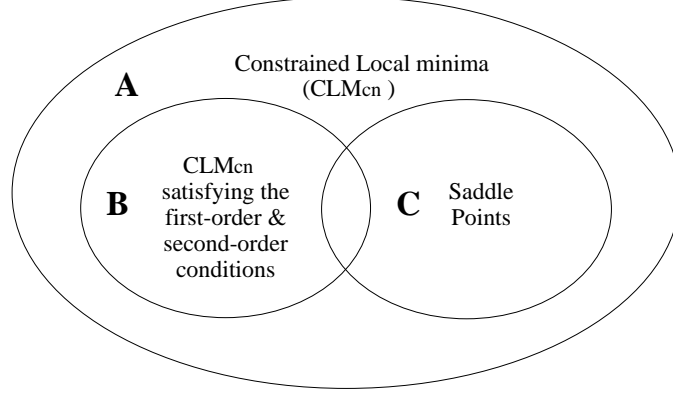 Constrained Local minima
(CLMcn )
A
CLMcn
satisfying the
first-order &
second-order
conditions
B
C
Saddle
Points